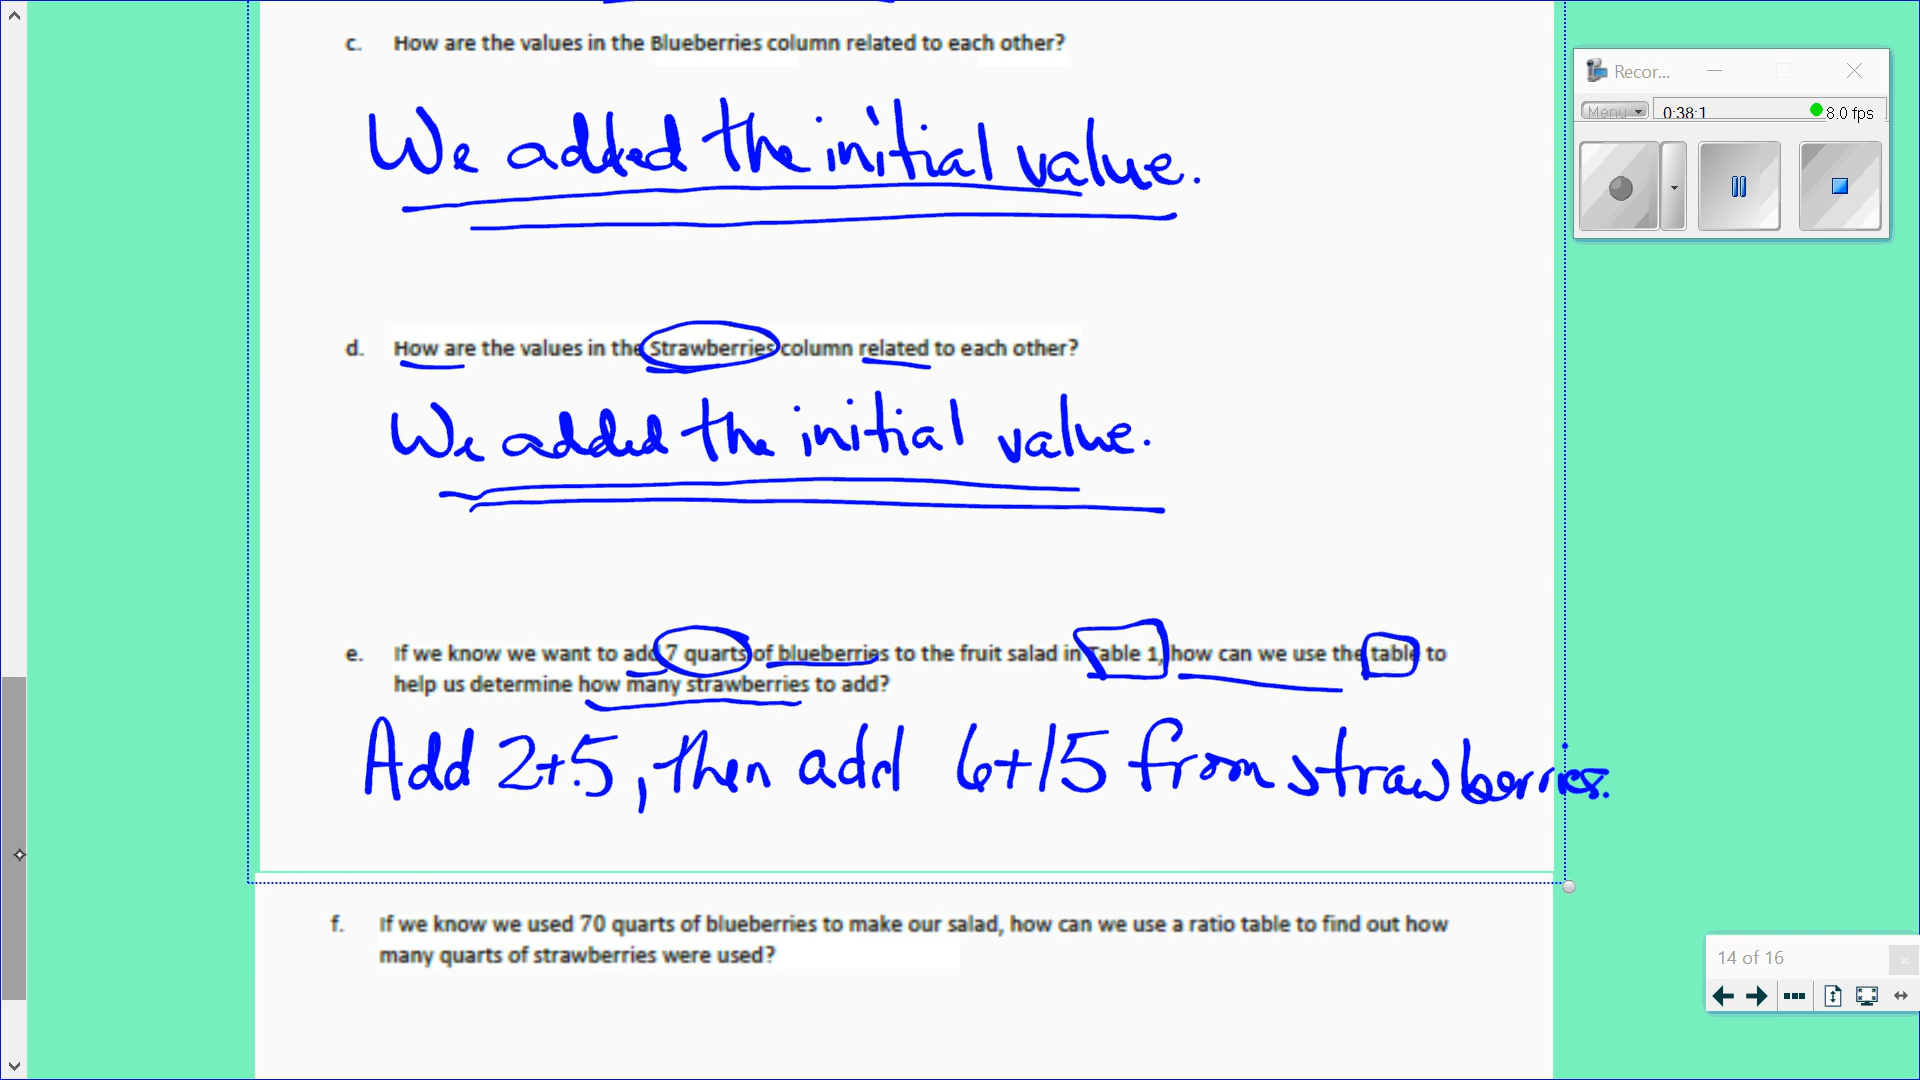 c. How are the values in the Blueberries column related to each other?
Recor...
Menu 0:38:1 8.0 fps
We added the initial value.
d. How are the values in the Strawberries column related to each other?
We added the initial value.
e. If we know we want to add 7 quarts of blueberries to the fruit salad in Table 1, how can we use the table to
help us determine how many strawberries to add?
Add 2+5, then add 6+15 from strawberries.
f. If we know we used 70 quarts of blueberries to make our salad, how can we use a ratio table to find out how
many quarts of strawberries were used?
14 of 16